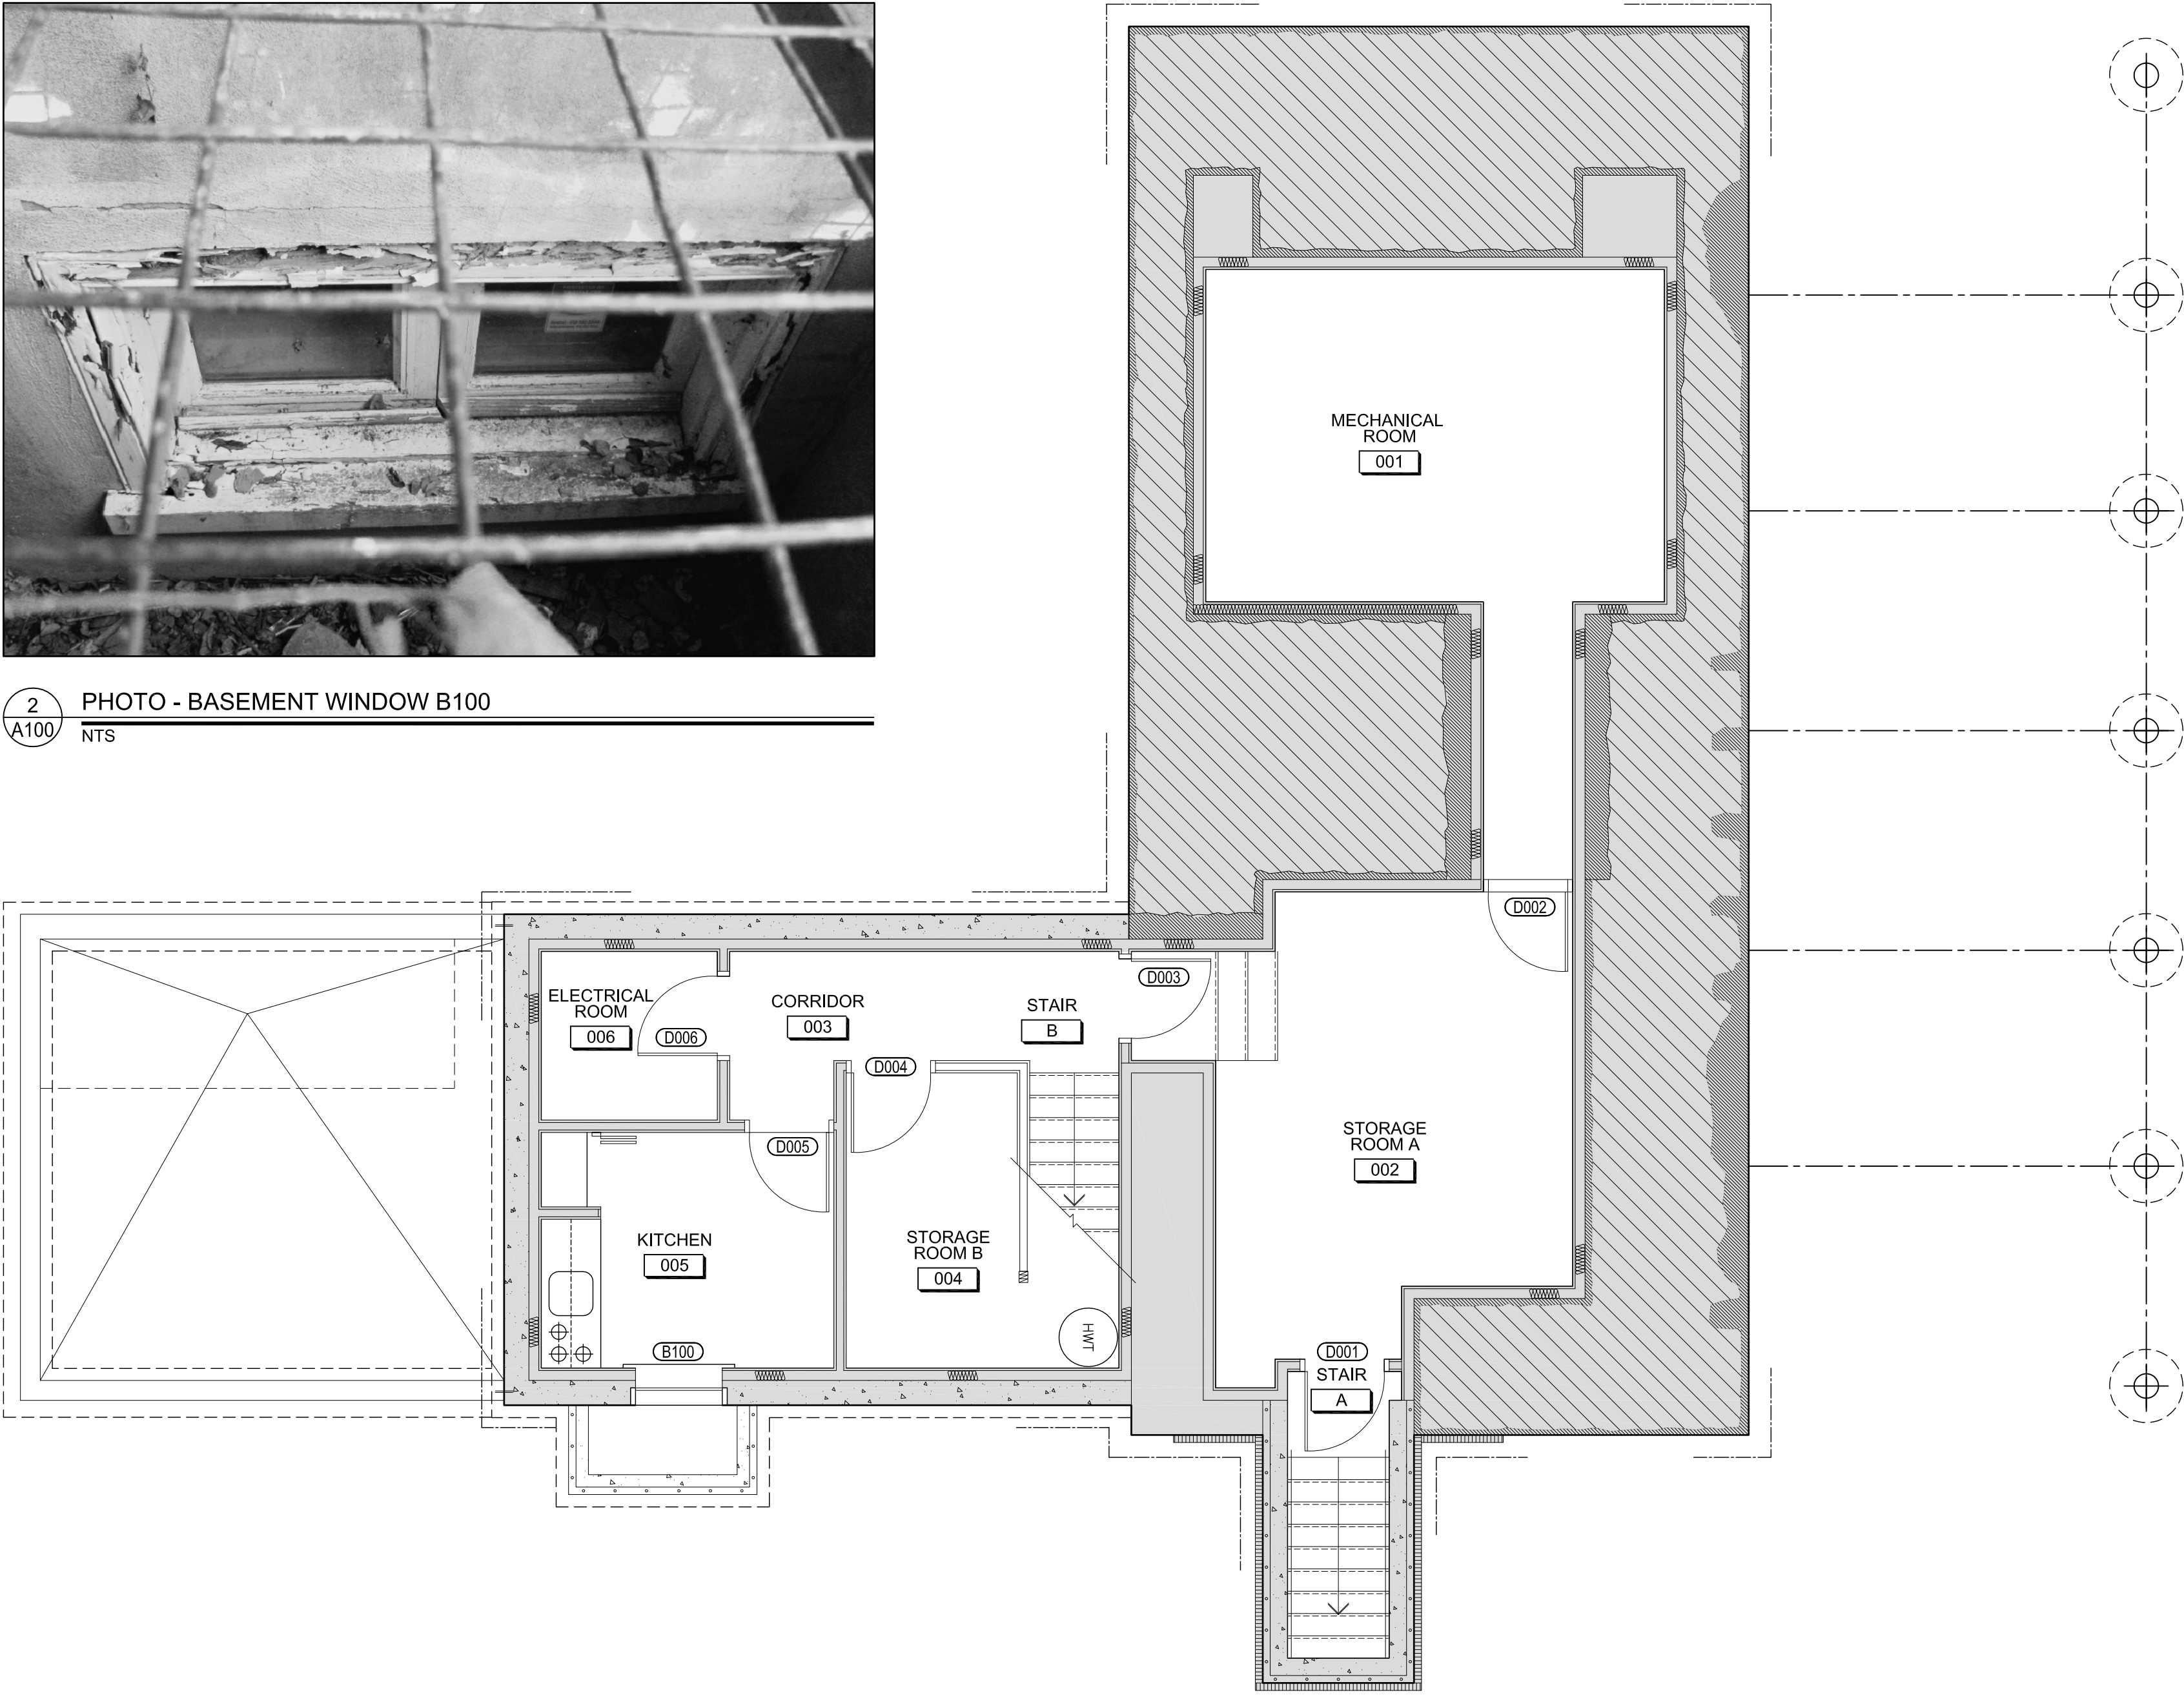 2
A100
PHOTO - BASEMENT WINDOW B100
NTS
MECHANICAL
ROOM
001
D002
D003
ELECTRICAL
ROOM
006
D006
CORRIDOR
003
STAIR
B
D004
D005
STORAGE
ROOM A
002
KITCHEN
005
STORAGE
ROOM B
004
HWT
B100
D001
STAIR
A